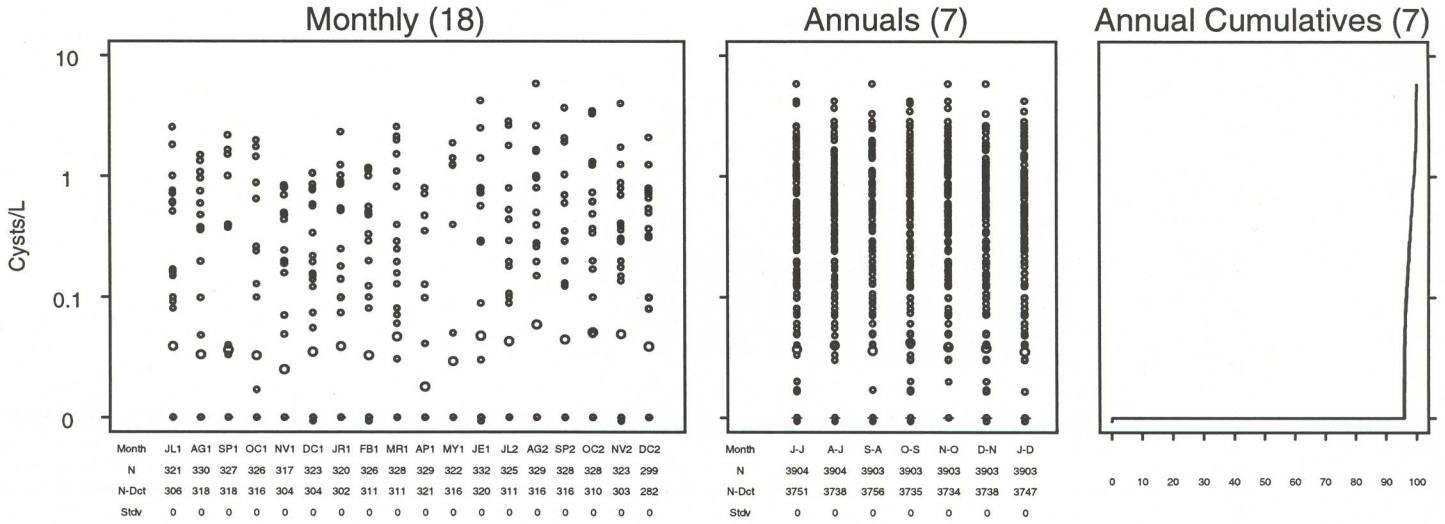 Monthly (18)
Annuals (7)
Annual Cumulatives (7)
Cysts/L
10
1
0.1
0
Month JL1 AG1 SP1 OC1 NV1 DC1 JR1 FB1 MR1 AP1 MY1 JE1 JL2 AG2 SP2 OC2 NV2 DC2
N 321 330 327 326 317 323 320 326 328 329 322 332 325 329 328 328 323 299
N-Dct 306 318 318 316 304 304 302 311 311 321 316 320 311 316 316 310 303 282
Stdv 0 0 0 0 0 0 0 0 0 0 0 0 0 0 0 0 0 0
Month J-J A-J S-A O-S N-O D-N J-D
N 3904 3904 3903 3903 3903 3903 3903
N-Dct 3751 3738 3756 3735 3734 3738 3747
Stdv 0 0 0 0 0 0 0
0 10 20 30 40 50 60 70 80 90 100